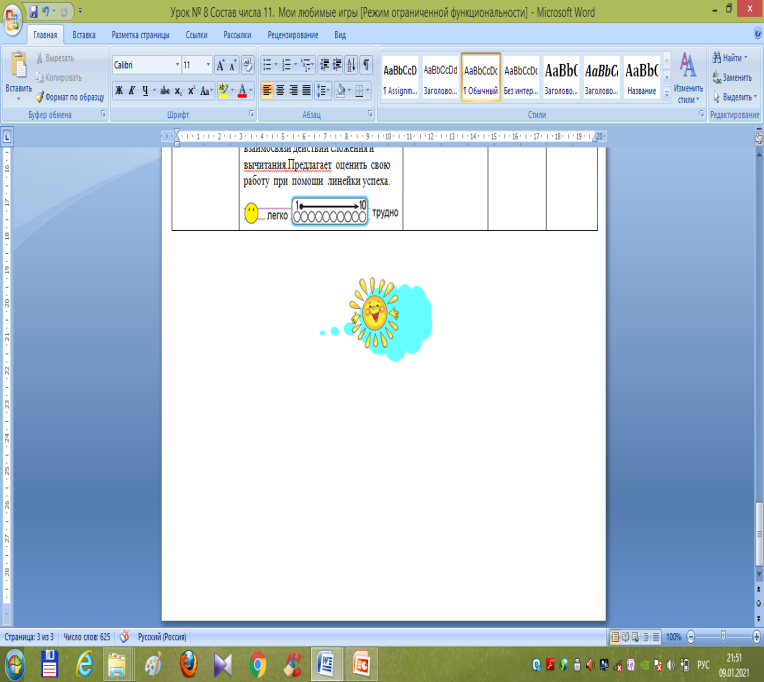 Урок № 8 Состав числа 11. Мои любимые игры [Режим ограниченной функциональности] - Microsoft Word
Главная Вставка Разметка страницы Ссылки Рассылки Рецензирование Вид
Вставить
Вырезать
Копировать
Формат по образцу
Буфер обмена
Calibri 11
Ж К Ч abc x₂ x² Aa
Шрифт
Абзац
AaBbCcD AaBbCcDd AaBbCcDc AaBbCcDc AaBbC AaBbC AaBb(
¶ Assignm... Заголово... ¶ Обычный Без интер... Заголово... Заголово... Название
Изменить стили
Стили
Найти
Заменить
Выделить
Редактирование
взаимосвязи действий сложения и
вычитания.Предлагает оценить свою
работу при помощи линейки успеха.
легко 1 10 трудно
Страница: 3 из 3 Число слов: 625 Русский (Россия) 100%
РУС 21:51
09.01.2021